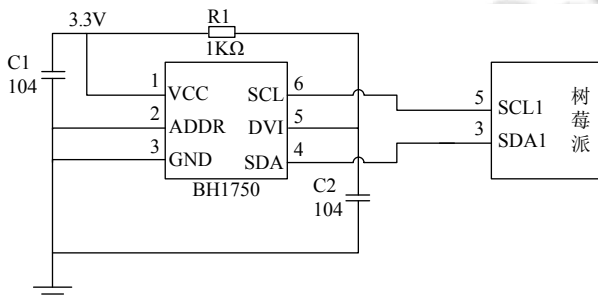 3.3V
R1
1KΩ
C1
104
1
VCC
2
ADDR
3
GND
SCL
6
DVI
5
SDA
4
BH1750
C2
104
5
SCL1
3
SDA1
树莓派